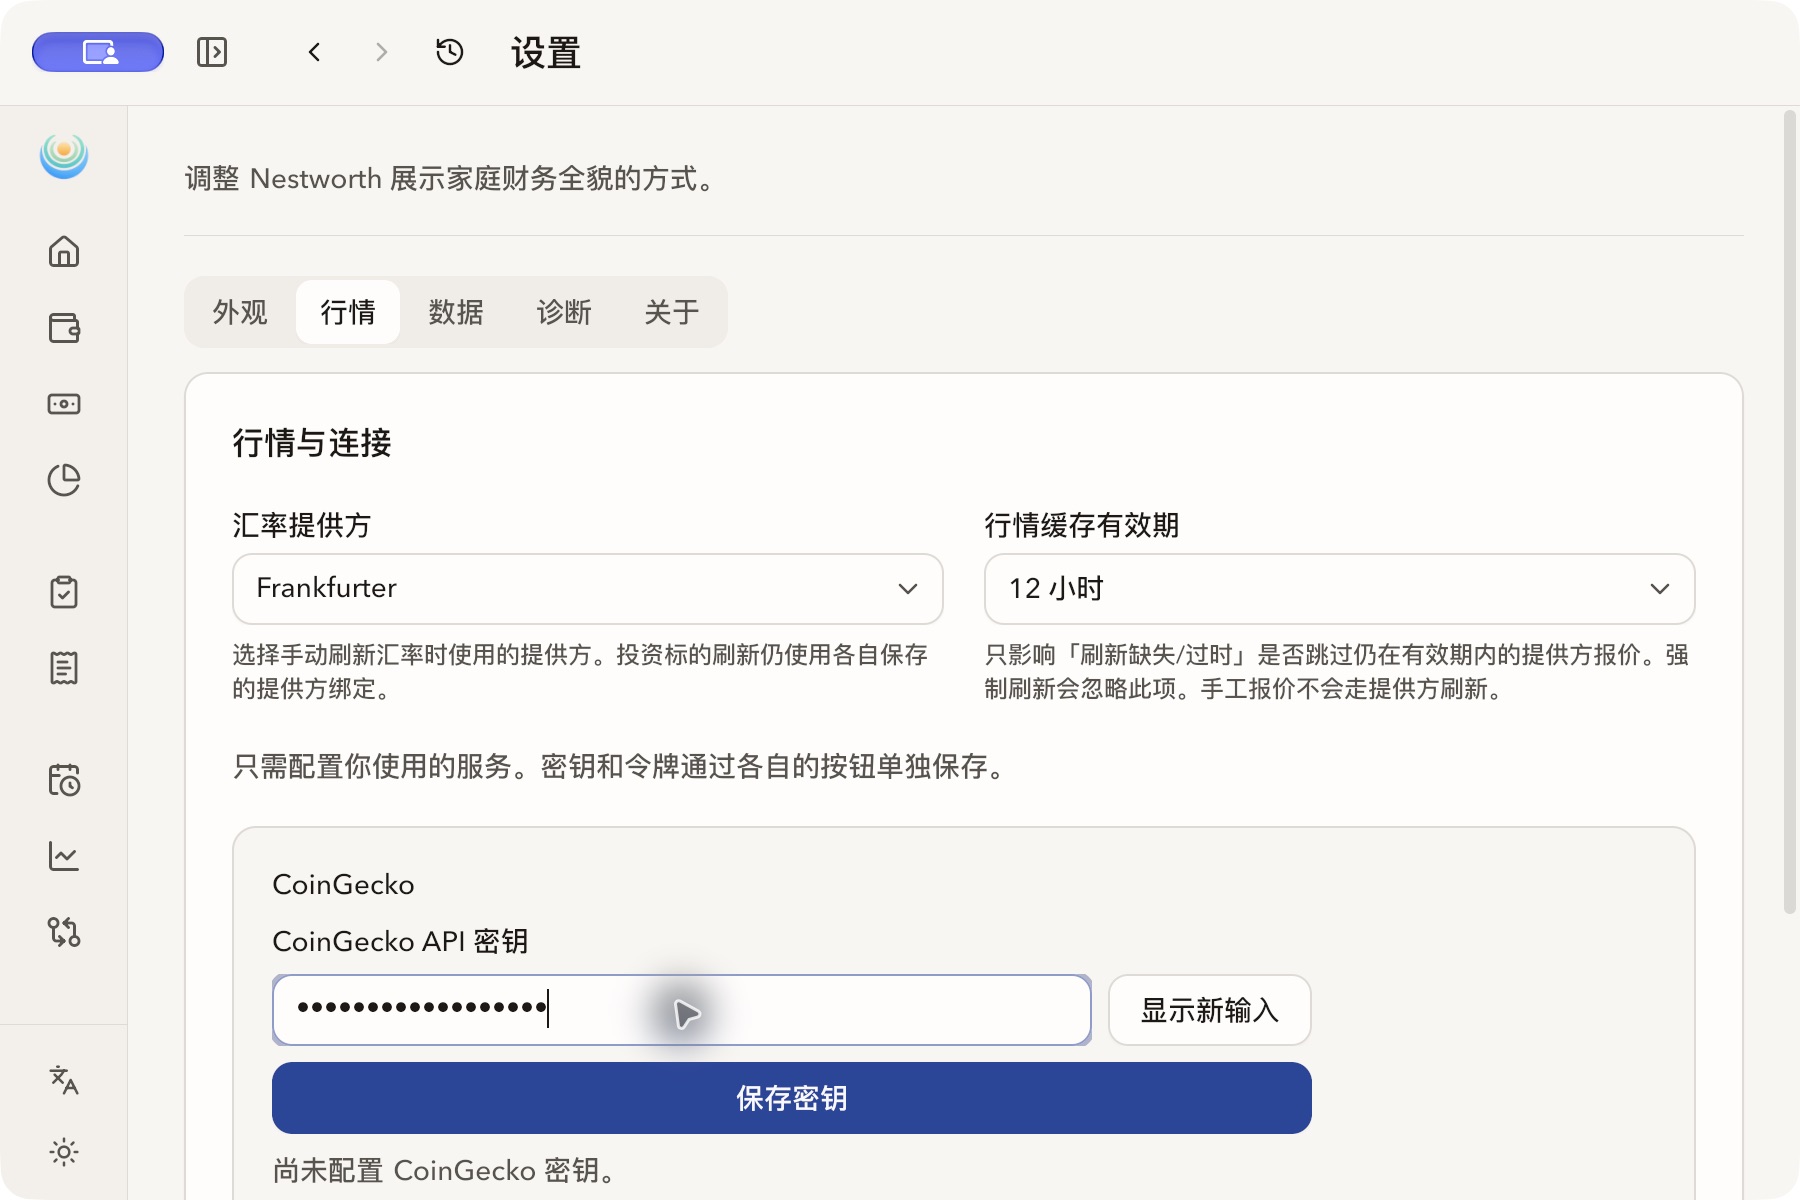 设置
调整 Nestworth 展示家庭财务全貌的方式。
外观
行情
数据
诊断
关于
行情与连接
汇率提供方
Frankfurter
选择手动刷新汇率时使用的提供方。投资标的刷新仍使用各自保存
的提供方绑定。
行情缓存有效期
12 小时
只影响「刷新缺失/过时」是否跳过仍在有效期内的提供方报价。强
制刷新会忽略此项。手工报价不会走提供方刷新。
只需配置你使用的服务。密钥和令牌通过各自的按钮单独保存。
CoinGecko
CoinGecko API 密钥
••••••••••••••••••
显示新输入
保存密钥
尚未配置 CoinGecko 密钥。